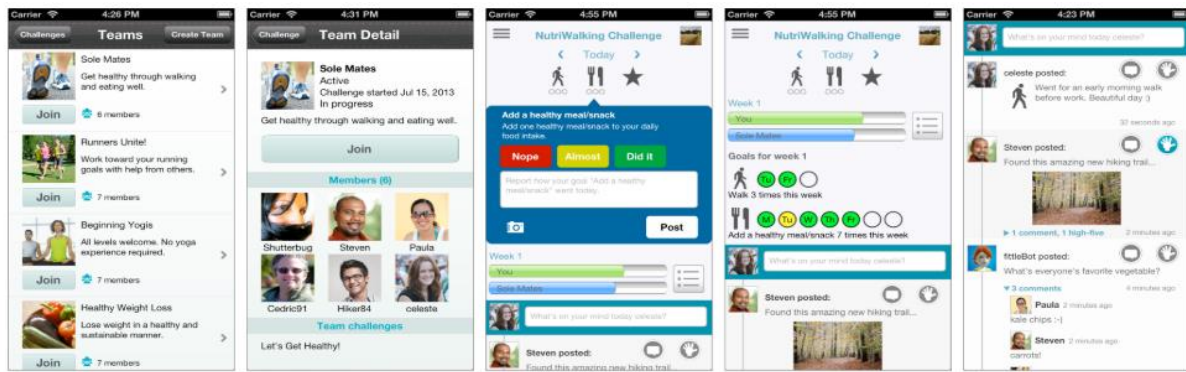 Carrier 4:26 PM
Challenges Teams Create Team
Sole Mates
Get healthy through walking
and eating well.
Join 6 members
Runners Unite!
Work toward your running
goals with help from others.
Join 7 members
Beginning Yogis
All levels welcome. No yoga
experience required.
Join 7 members
Healthy Weight Loss
Lose weight in a healthy and
sustainable manner.
Join 7 members
Carrier 4:31 PM
Challenge Team Detail
Sole Mates
Active
Challenge started Jul 15, 2013
In progress
Get healthy through walking and eating well.
Join
Members (6)
Shutterbug Steven Paula
Cedric91 Hiker84 celeste
Team challenges
Let's Get Healthy!
Carrier 4:55 PM
NutriWalking Challenge
Today
Add a healthy meal/snack
Add one healthy meal/snack to your daily
food intake.
Nope Almost Did it
Report how your goal "Add a healthy
meal/snack" went today.
Post
Week 1
You
Sole Mates
What's on your mind today celeste?
Steven posted:
Found this amazing new hiking trail...
Carrier 4:55 PM
NutriWalking Challenge
Today
Week 1
You
Sole Mates
Goals for week 1
Tu Fr
Walk 3 times this week
M Tu W Th Fr
Add a healthy meal/snack 7 times this week
What's on your mind today celeste?
Steven posted:
Found this amazing new hiking trail...
Carrier 4:23 PM
What's on your mind today celeste?
celeste posted:
Went for an early morning walk
before work. Beautiful day :)
32 seconds ago
Steven posted:
Found this amazing new hiking trail...
1 comment, 1 high-five 2 minutes ago
fittleBot posted:
What's everyone's favorite vegetable?
3 comments 4 minutes ago
Paula 2 minutes ago
kale chips :-)
Steven 2 minutes ago
carrots!